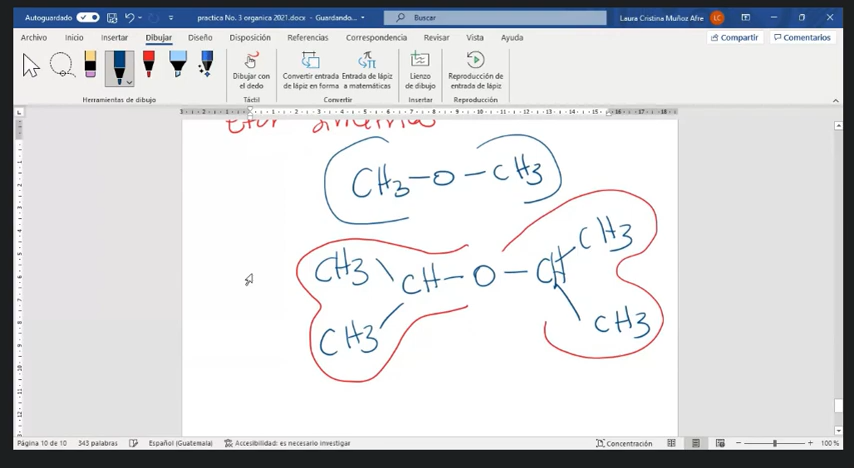 Autoguardado
practica No. 3 organica 2021.docx - Guardando...
Buscar
Laura Cristina Muñoz Afre
LC
Archivo Inicio Insertar Dibujar Diseño Disposición Referencias Correspondencia Revisar Vista Ayuda
Compartir
Comentarios
Dibujar con el dedo
Convertir entrada de lápiz en forma
Entrada de lápiz a matemáticas
Lienzo de dibujo
Reproducción de entrada de lápiz
Herramientas de dibujo
Táctil
Convertir
Insertar
Reproducción
CH3-O-CH3
CH3
CH3
CH-O-CH
CH3
CH3
Página 10 de 10 343 palabras Español (Guatemala) Accesibilidad: es necesario investigar
Concentración
100 %